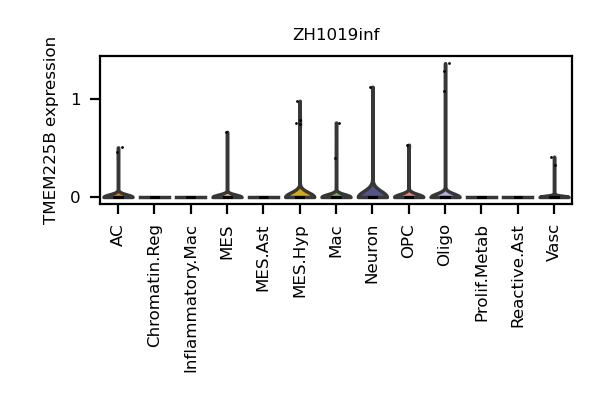 ZH1019inf
TMEM225B expression
1
0
AC
Chromatin.Reg
Inflammatory.Mac
MES
MES.Ast
MES.Hyp
Mac
Neuron
OPC
Oligo
Prolif.Metab
Reactive.Ast
Vasc